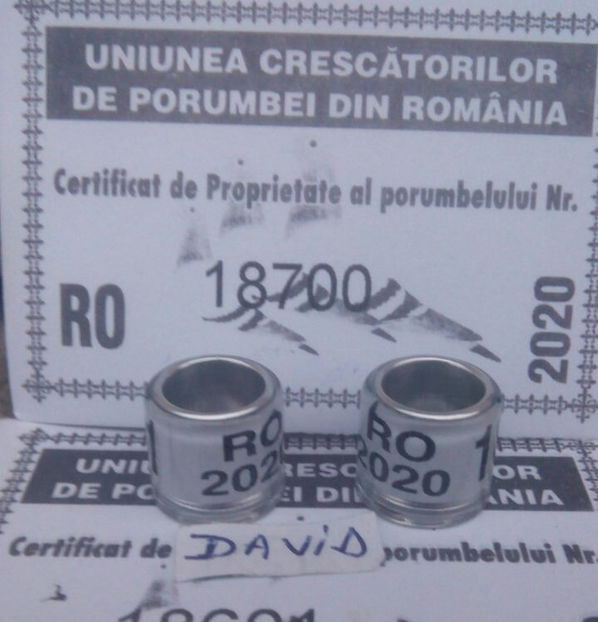 UNIUNEA CRESCĂTORILOR
DE PORUMBEI DIN ROMÂNIA
Certificat de Proprietate al porumbelului Nr.
18700
RO
2020
RO
RO
2020
DAVID
Certificat de porumbelului Nr.